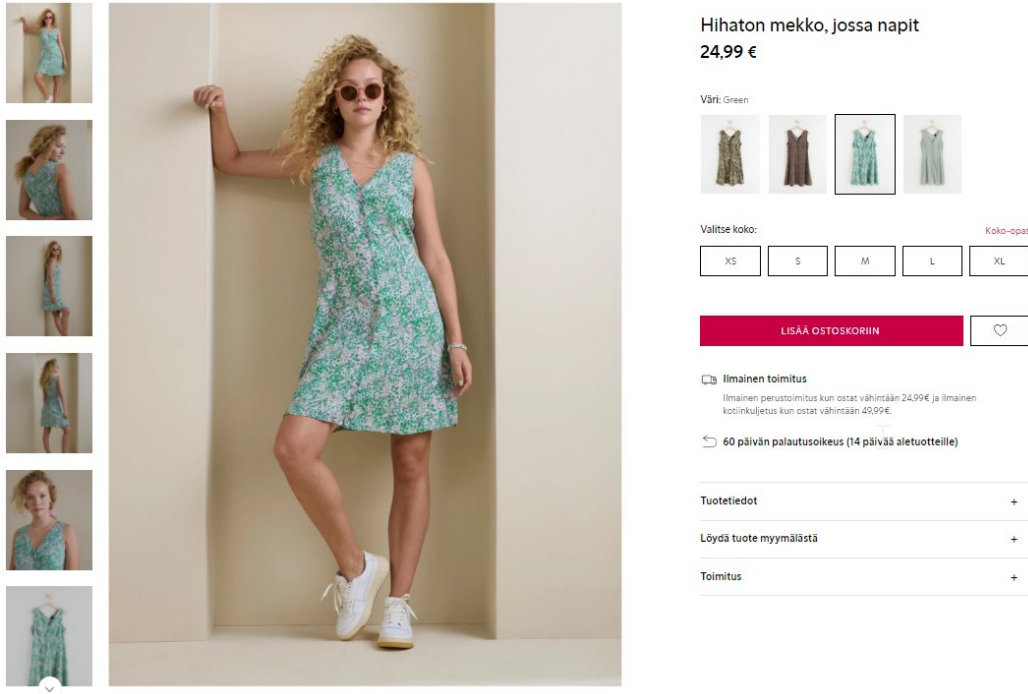 Hihaton mekko, jossa napit
24,99 €
Väri: Green
Valitse koko:
Koko-opas
XS
S
M
L
XL
LISÄÄ OSTOSKORIIN
Ilmainen toimitus
Ilmainen perustoimitus kun ostat vähintään 24,99€ ja ilmainen
kotiinkuljetus kun ostat vähintään 49,99€.
60 päivän palautusoikeus (14 päivää aletuotteille)
Tuotetiedot
+
Löydä tuote myymälästä
+
Toimitus
+